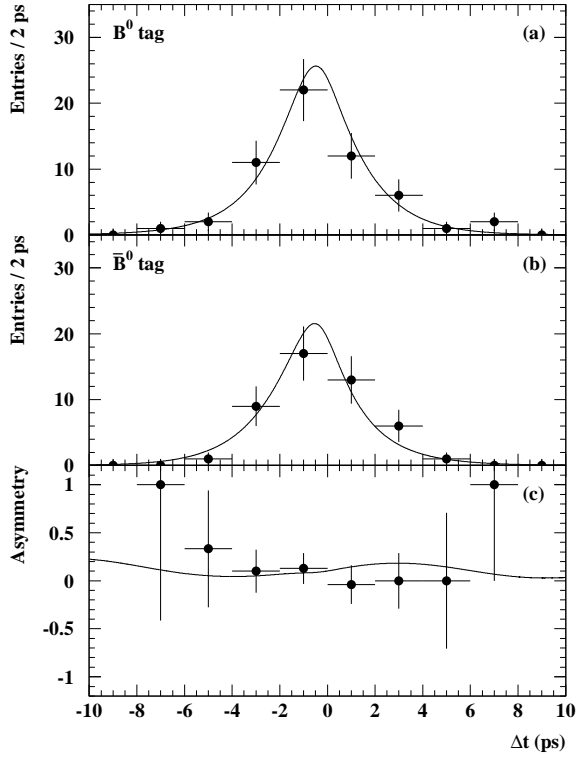 Entries / 2 ps
B⁰ tag
(a)
30
20
10
0
Entries / 2 ps
B̅⁰ tag
(b)
30
20
10
0
Asymmetry
(c)
1
0.5
0
-0.5
-1
-10 -8 -6 -4 -2 0 2 4 6 8 10
Δt (ps)